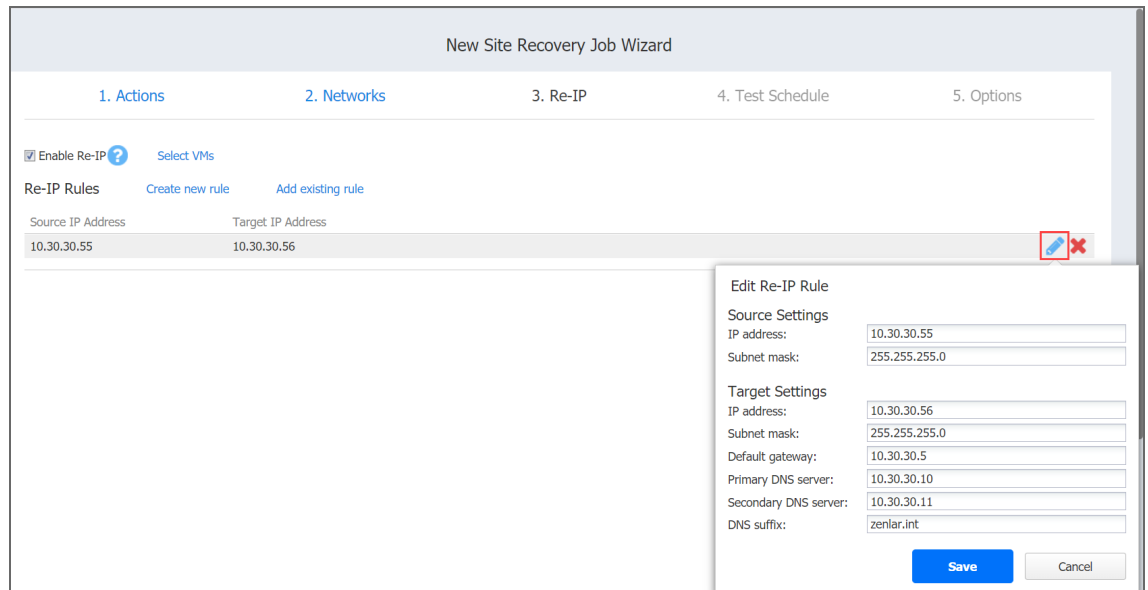 New Site Recovery Job Wizard
1. Actions 2. Networks 3. Re-IP 4. Test Schedule 5. Options
Enable Re-IP ? Select VMs
Re-IP Rules Create new rule Add existing rule
Source IP Address Target IP Address
10.30.30.55 10.30.30.56
Edit Re-IP Rule
Source Settings
IP address: 10.30.30.55
Subnet mask: 255.255.255.0
Target Settings
IP address: 10.30.30.56
Subnet mask: 255.255.255.0
Default gateway: 10.30.30.5
Primary DNS server: 10.30.30.10
Secondary DNS server: 10.30.30.11
DNS suffix: zenlar.int
Save Cancel